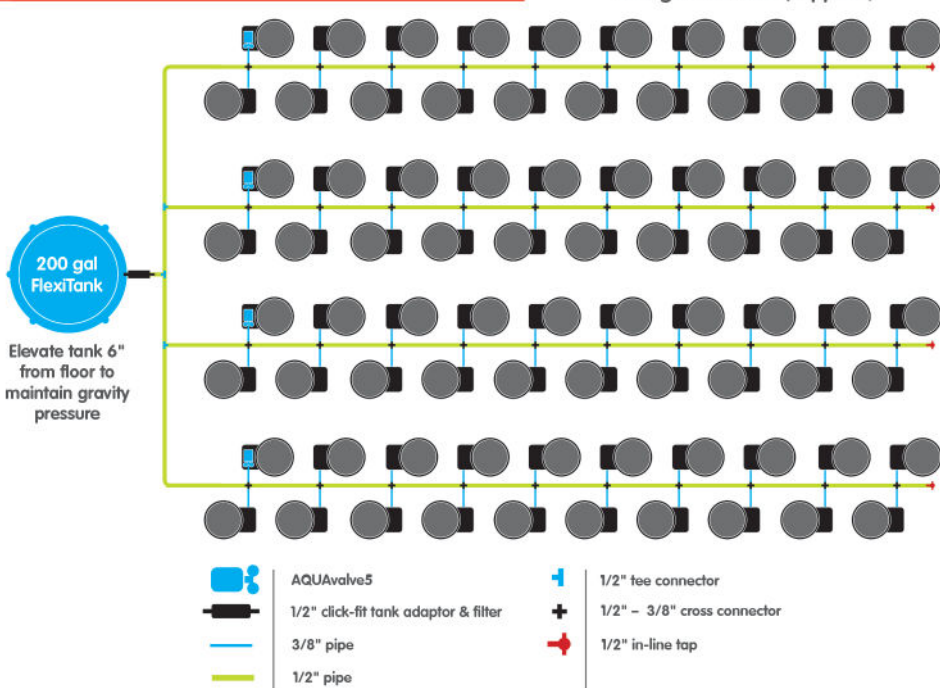 200 gal
FlexiTank
Elevate tank 6"
from floor to
maintain gravity
pressure
AQUAvalve5
1/2" click-fit tank adaptor & filter
3/8" pipe
1/2" pipe
1/2" tee connector
1/2" – 3/8" cross connector
1/2" in-line tap